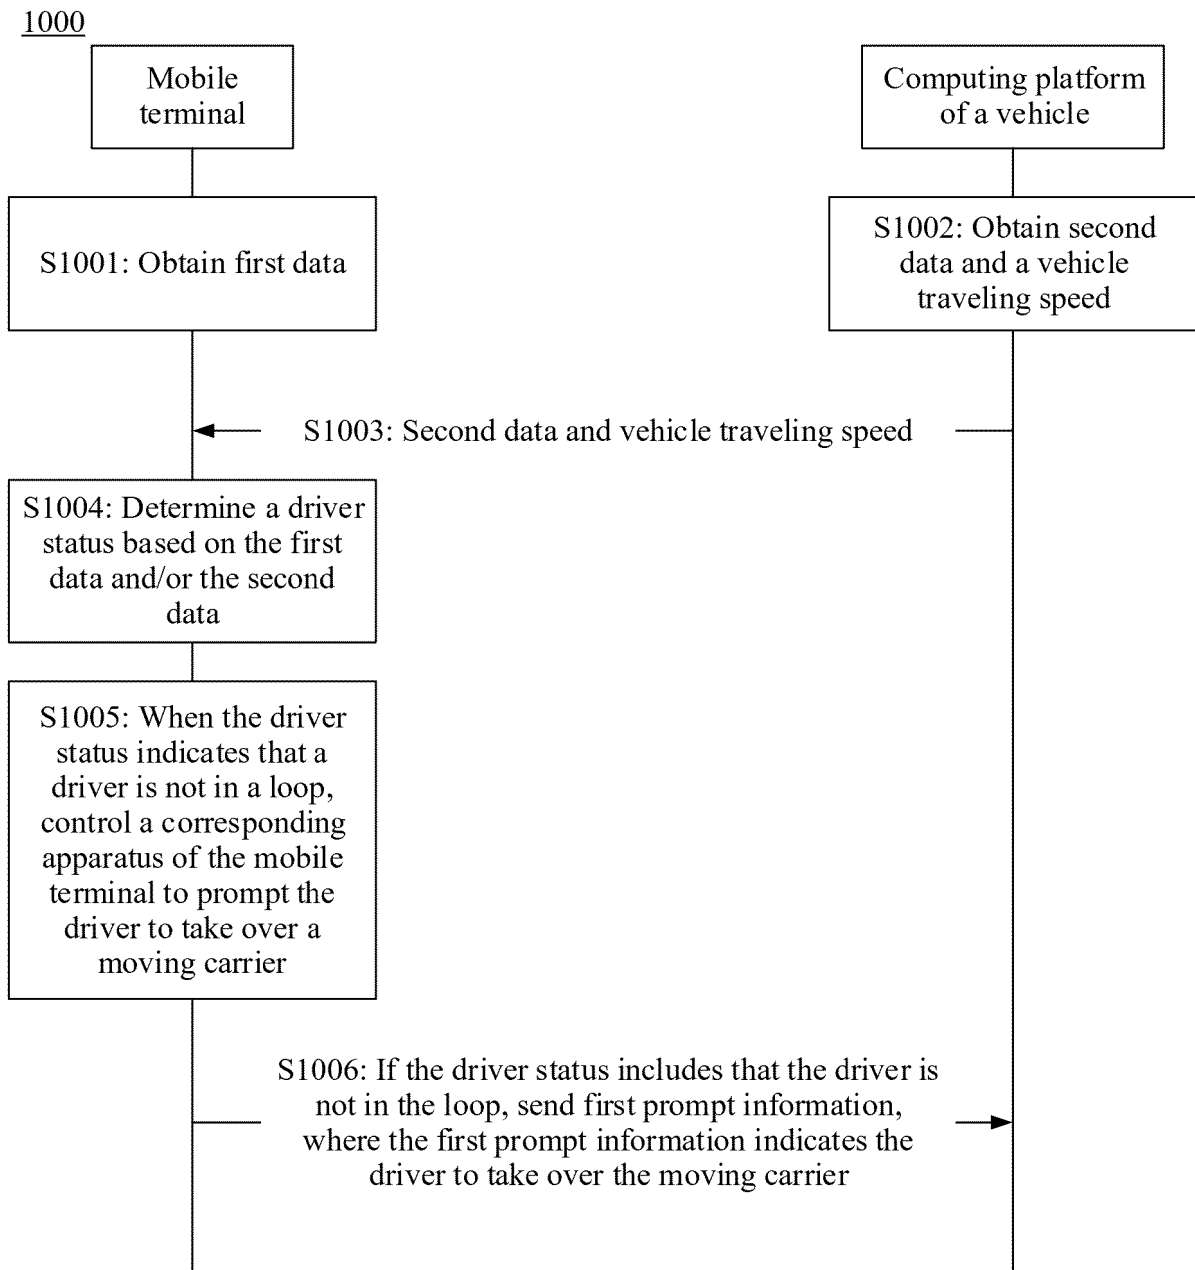 1000
Mobile
terminal
Computing platform
of a vehicle
S1001: Obtain first data
S1002: Obtain second
data and a vehicle
traveling speed
S1003: Second data and vehicle traveling speed
S1004: Determine a driver
status based on the first
data and/or the second
data
S1005: When the driver
status indicates that a
driver is not in a loop,
control a corresponding
apparatus of the mobile
terminal to prompt the
driver to take over a
moving carrier
S1006: If the driver status includes that the driver is
not in the loop, send first prompt information,
where the first prompt information indicates the
driver to take over the moving carrier